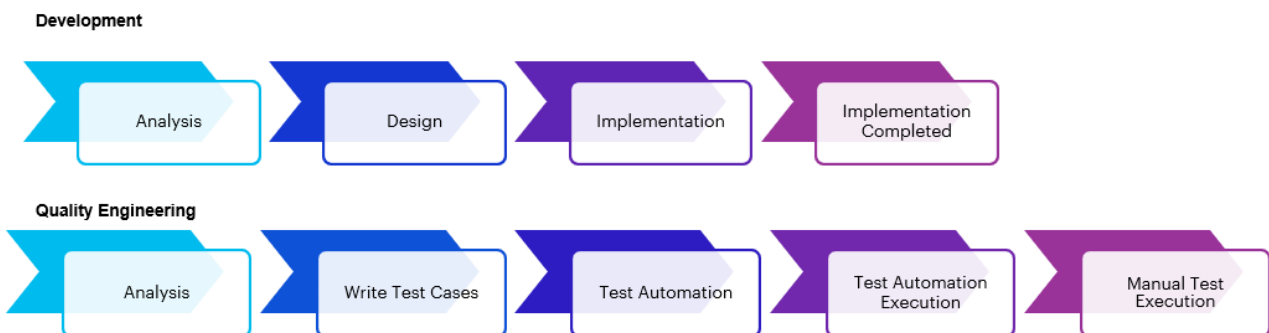 Development
Analysis
Design
Implementation
Implementation
Completed
Quality Engineering
Analysis
Write Test Cases
Test Automation
Test Automation
Execution
Manual Test
Execution